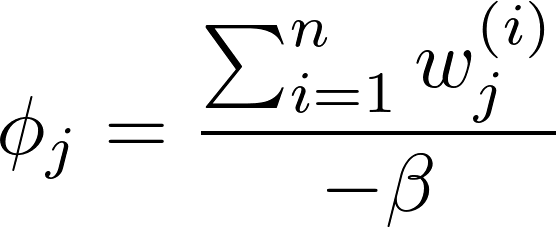 \phi_j = \frac{\sum_{i=1}^{n} w_j^{(i)}}{-\beta}